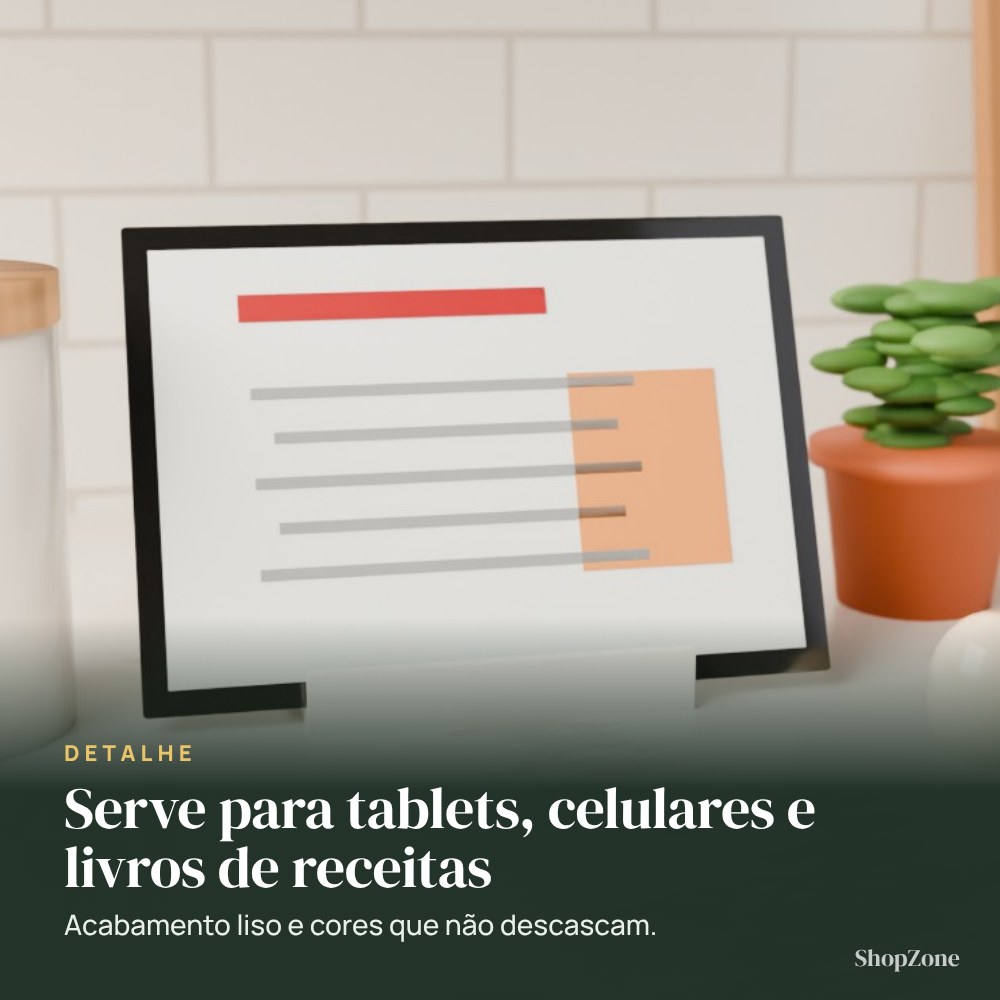 DETALHE
Serve para tablets, celulares e
livros de receitas
Acabamento liso e cores que não descascam.
ShopZone